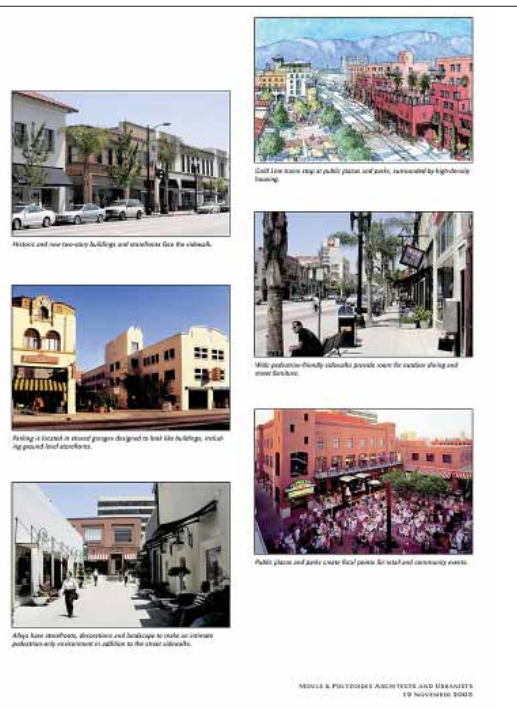 Historic and new two-story buildings and storefronts face the sidewalk.
Parking is located in shared garages designed to look like buildings, includ-
ing ground level storefronts.
Alleys have storefronts, decorations and landscape to make an intimate
pedestrian-only environment in addition to the street sidewalks.
Gold Line trains stop at public plazas and parks, surrounded by high-density
housing.
Wide pedestrian-friendly sidewalks provide room for outdoor dining and
street furniture.
Public places and parks create focal points for retail and community events.
MOULE & POLYZOIDES ARCHITECTS AND URBANISTS
19 NOVEMBER 2002